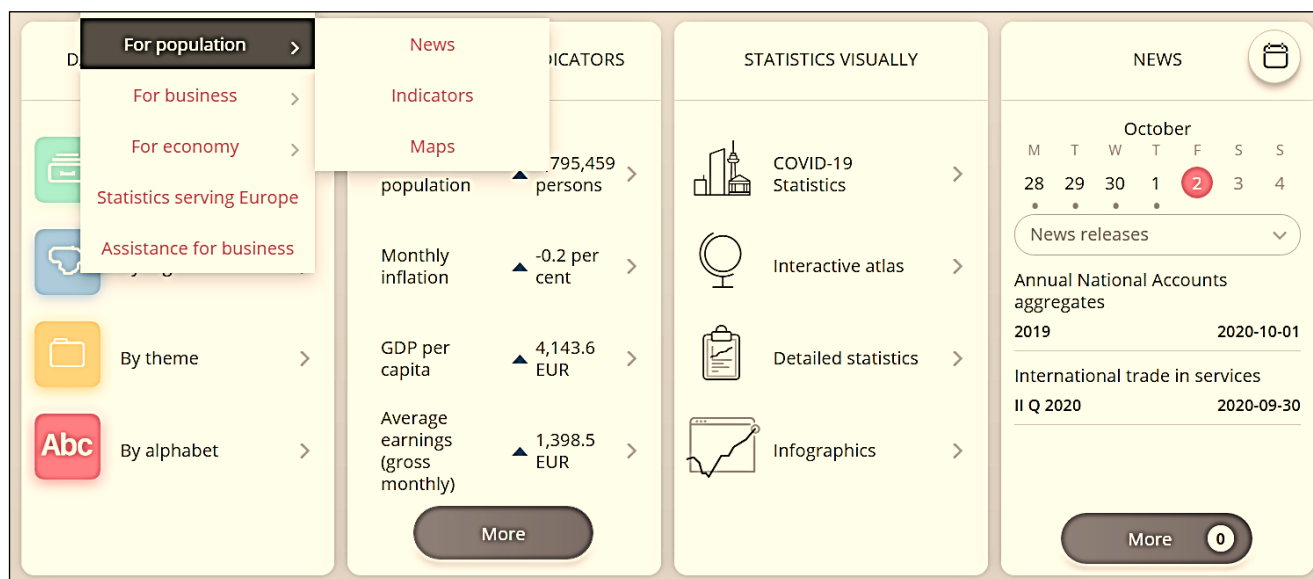 For population
For business
For economy
Statistics serving Europe
Assistance for business
News
Indicators
Maps
By theme
Abc
By alphabet
population
,795,459
persons
Monthly
inflation
-0.2 per
cent
GDP per
capita
4,143.6
EUR
Average
earnings
(gross
monthly)
1,398.5
EUR
More
STATISTICS VISUALLY
COVID-19
Statistics
Interactive atlas
Detailed statistics
Infographics
NEWS
October
M T W T F S S
28 29 30 1 2 3 4
News releases
Annual National Accounts
aggregates
2019 2020-10-01
International trade in services
II Q 2020 2020-09-30
More 0